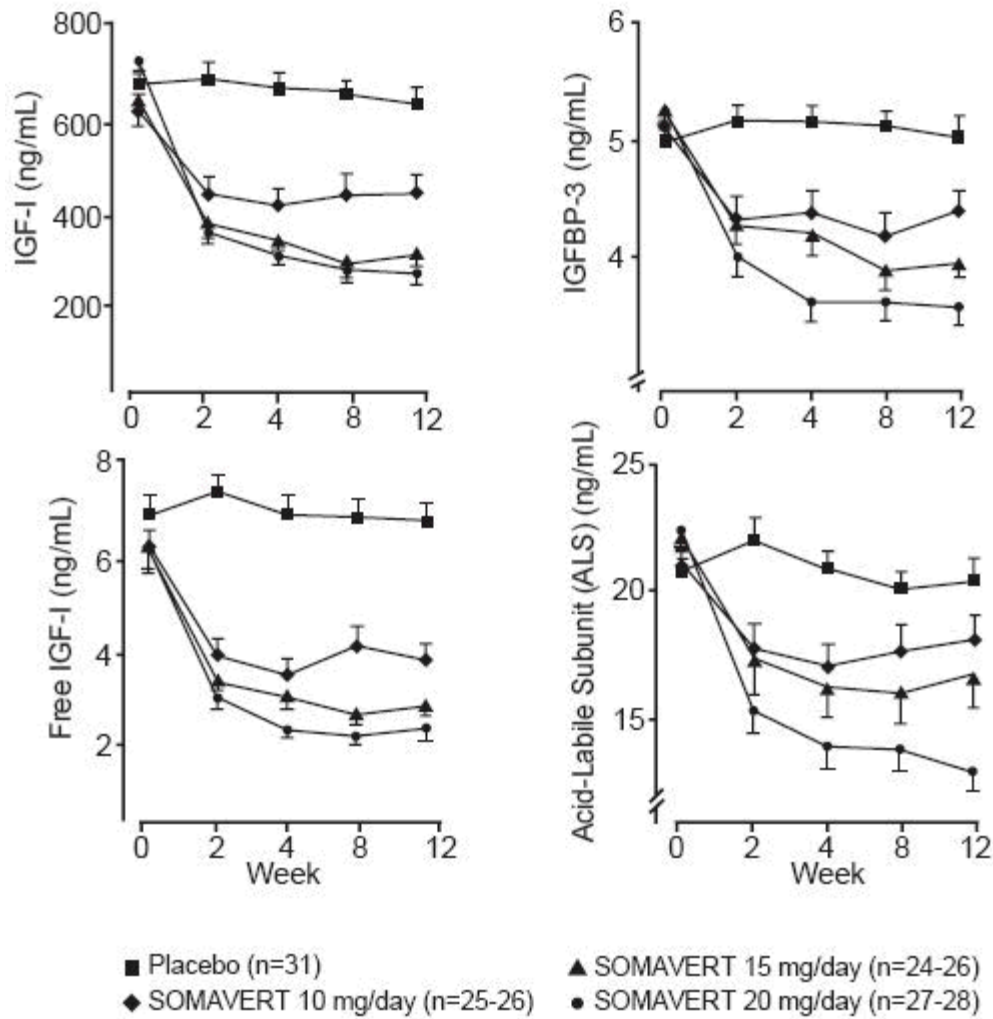 IGF-I (ng/mL)
800
600
400
200
0 2 4 8 12
IGFBP-3 (ng/mL)
6
5
4
0 2 4 8 12
Free IGF-I (ng/mL)
8
6
4
2
0 2 4 8 12
Week
Acid-Labile Subunit (ALS) (ng/mL)
25
20
15
1
0 2 4 8 12
Week
Placebo (n=31)
SOMAVERT 10 mg/day (n=25-26)
SOMAVERT 15 mg/day (n=24-26)
SOMAVERT 20 mg/day (n=27-28)